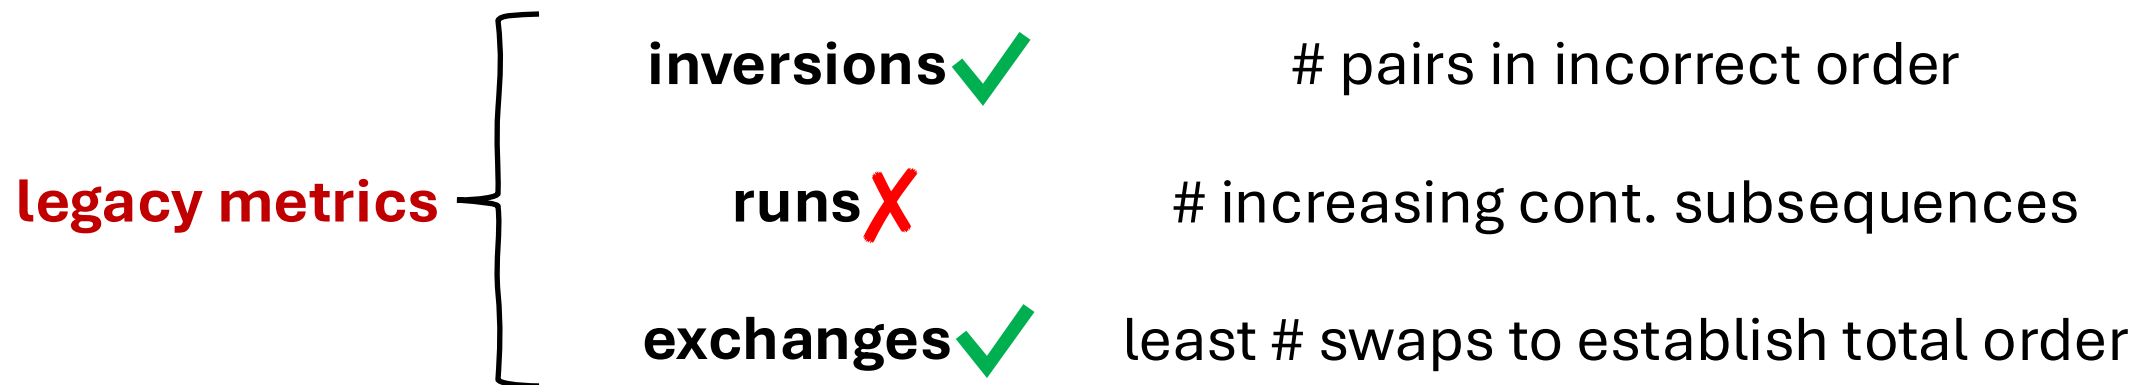 inversions # pairs in incorrect order
legacy metrics runs # increasing cont. subsequences
exchanges least # swaps to establish total order